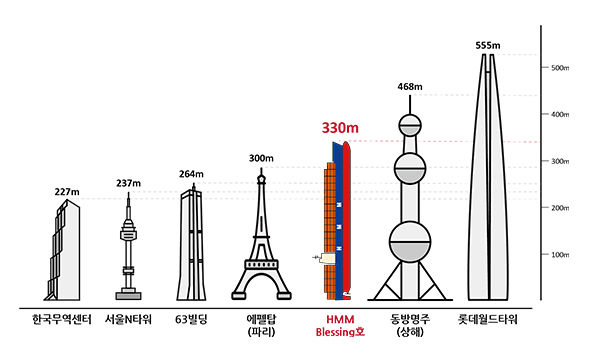 555m
500m
468m
400m
330m
300m
300m
264m
237m
227m
200m
100m
H M M
한국무역센터 서울N타워 63빌딩 에펠탑 HMM 동방명주 롯데월드타워
(파리) Blessing호 (상해)